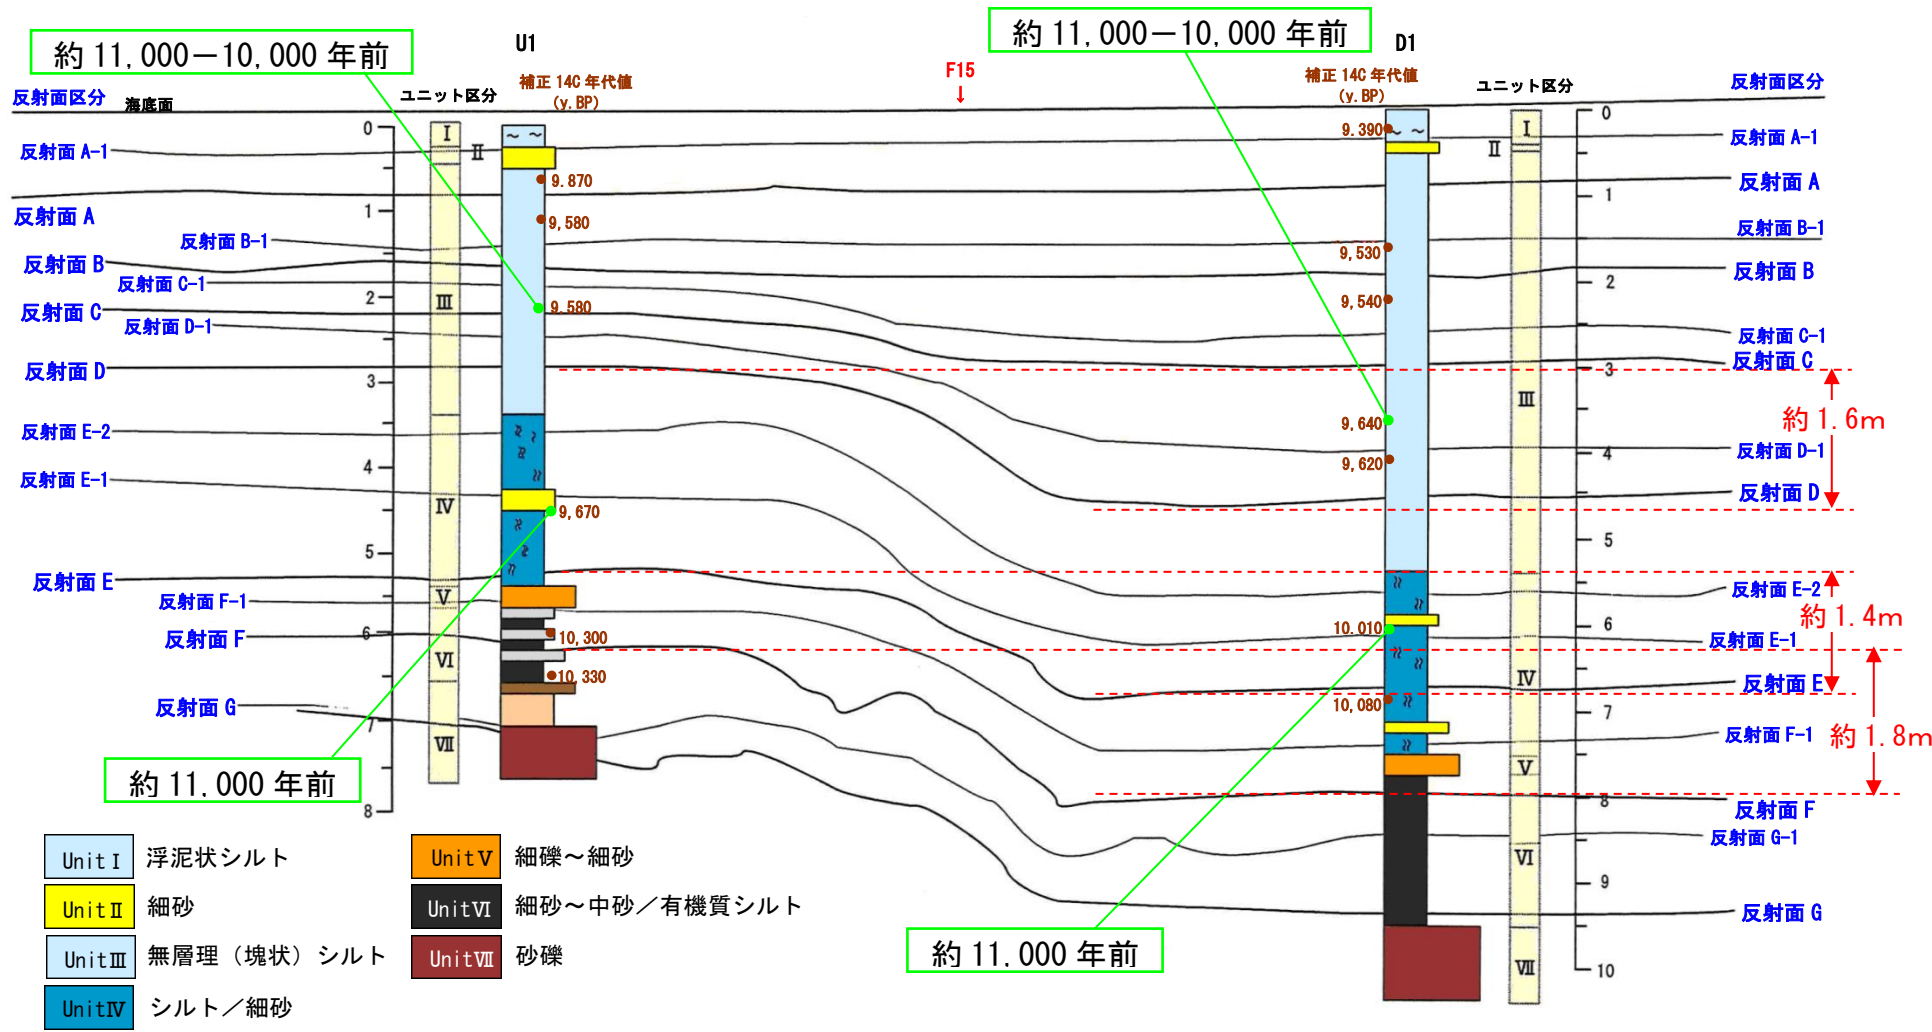 約 11,000－10,000 年前
U1
約 11,000－10,000 年前
D1
反射面区分
海底面
ユニット区分
補正 14C 年代値
(y.BP)
F15
↓
補正 14C 年代値
(y.BP)
ユニット区分
反射面区分
反射面 A-1
反射面 A
反射面 B-1
反射面 B
反射面 C-1
反射面 C
反射面 D-1
反射面 D
反射面 E-2
反射面 E-1
反射面 E
反射面 F-1
反射面 F
反射面 G
0
1
2
3
4
5
6
7
8
Ⅰ
Ⅱ
Ⅲ
Ⅳ
Ⅴ
Ⅵ
Ⅶ
～ ～
9.870
9,580
9,580
9,670
10,300
10,330
9.390
～ ～
9,530
9,540
9,640
9,620
10.010
10,080
Ⅰ
Ⅱ
Ⅲ
Ⅳ
Ⅴ
Ⅵ
Ⅶ
0
1
2
3
4
5
6
7
8
9
10
反射面 A-1
反射面 A
反射面 B-1
反射面 B
反射面 C-1
反射面 C
反射面 D-1
反射面 D
反射面 E-2
反射面 E-1
反射面 E
反射面 F-1
反射面 F
反射面 G-1
反射面 G
約 1.6m
約 1.4m
約 1.8m
約 11,000 年前
約 11,000 年前
Unit Ⅰ 浮泥状シルト
Unit Ⅱ 細砂
UnitⅢ 無層理（塊状）シルト
UnitⅣ シルト／細砂
UnitⅤ 細礫～細砂
UnitⅥ 細砂～中砂／有機質シルト
UnitⅦ 砂礫